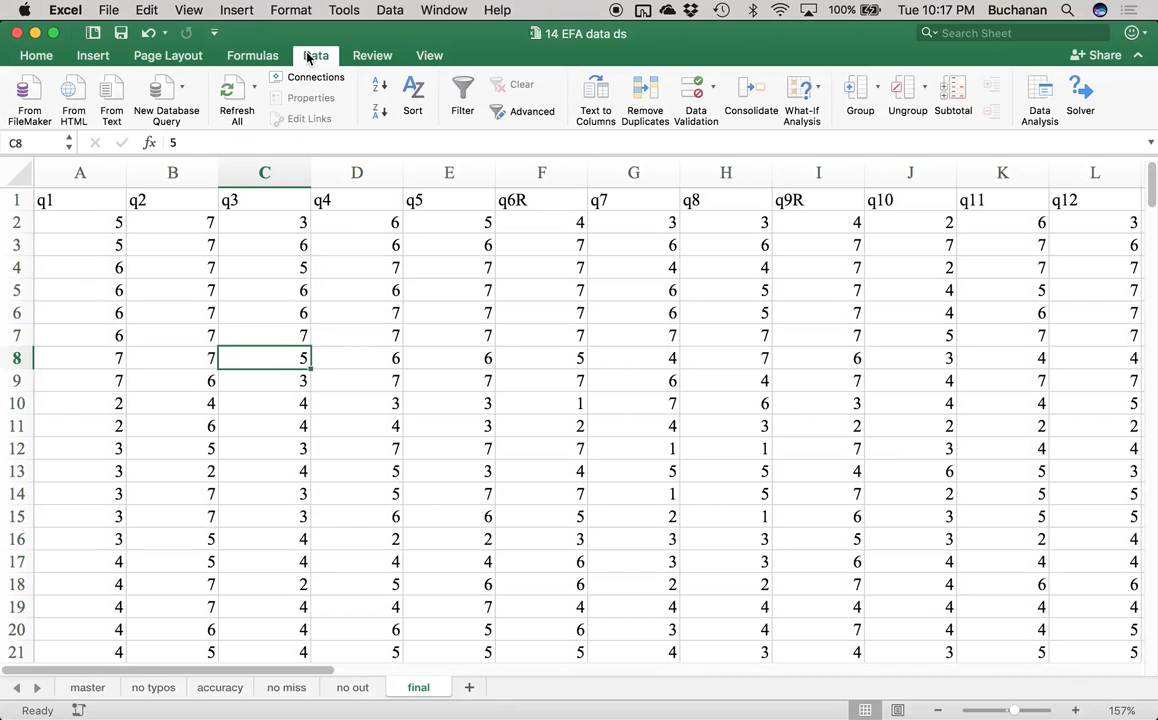 Excel File Edit View Insert Format Tools Data Window Help 100% Tue 10:17 PM Buchanan
14 EFA data ds Search Sheet
Home Insert Page Layout Formulas Data Review View Share
From FileMaker From HTML From Text New Database Query Refresh All Connections Properties Edit Links Sort Filter Clear Advanced Text to Columns Remove Duplicates Data Validation Consolidate What-If Analysis Group Ungroup Subtotal Data Analysis Solver
C8 fx 5
A B C D E F G H I J K L
1 q1 q2 q3 q4 q5 q6R q7 q8 q9R q10 q11 q12
2 5 7 3 6 5 4 3 3 4 2 6 3
3 5 7 6 6 6 7 6 6 7 7 7 6
4 6 7 5 7 7 7 4 4 7 2 7 7
5 6 7 6 6 7 7 6 5 7 4 5 7
6 6 7 6 7 7 7 6 5 7 4 6 7
7 6 7 7 7 7 7 7 7 7 5 7 7
8 7 7 5 6 6 5 4 7 6 3 4 4
9 7 6 3 7 7 7 6 4 7 4 7 7
10 2 4 4 3 3 1 7 6 3 4 4 5
11 2 6 4 4 3 2 4 3 2 2 2 2
12 3 5 3 7 7 7 1 1 7 3 4 4
13 3 2 4 5 3 4 5 5 4 6 5 3
14 3 7 3 5 7 7 1 5 7 2 5 5
15 3 7 3 6 6 5 2 1 6 3 5 5
16 3 5 4 2 2 3 3 3 5 3 2 4
17 4 5 4 4 4 6 3 3 6 4 4 4
18 4 7 2 5 6 6 2 2 7 4 6 6
19 4 7 4 4 7 4 4 4 4 4 4 4
20 4 6 4 6 5 6 3 4 7 4 4 5
21 4 5 4 5 5 5 4 3 4 3 5 5
master no typos accuracy no miss no out final +
Ready 157%